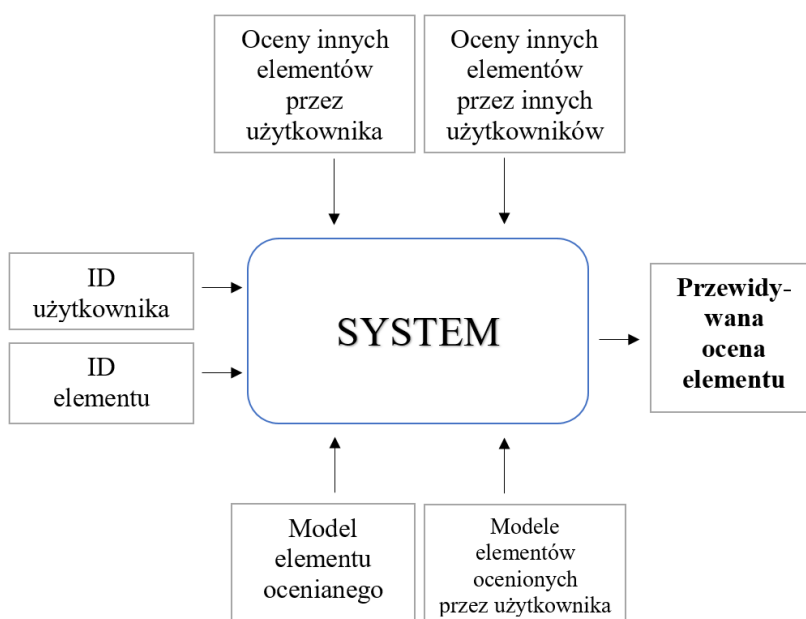 Oceny innych
elementów
przez
użytkownika
Oceny innych
elementów
przez innych
użytkowników
ID
użytkownika
ID
elementu
SYSTEM
Przewidy-
wana
ocena
elementu
Model
elementu
ocenianego
Modele
elementów
ocenionych
przez użytkownika